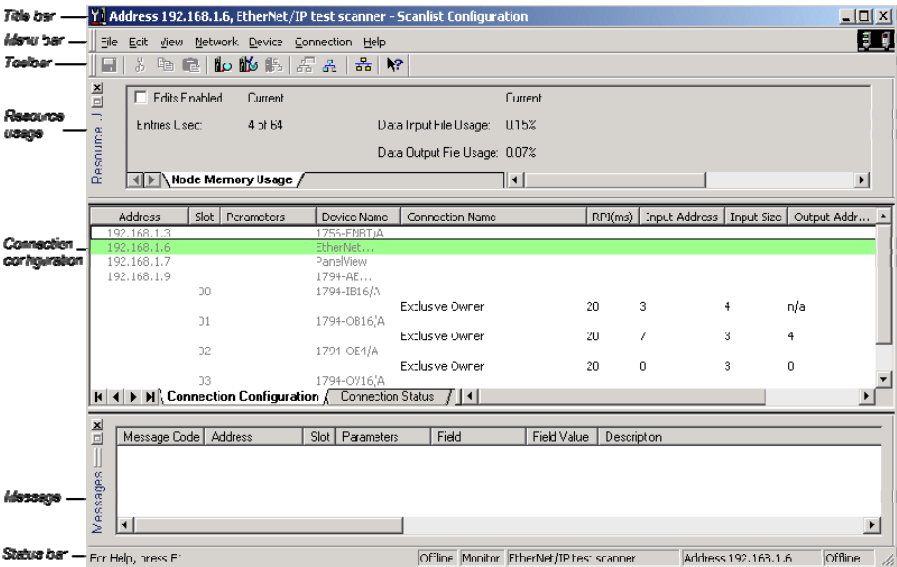 Title bar
Address 192.168.1.6, EtherNet/IP test scanner - Scanlist Configuration
Menu bar
File Edit View Network Device Connection Help
Toolbar
Resource usage
Edits Enabled Current Current
Entries Used: 4 of 64 Data Input File Usage: 0.15%
Data Output File Usage: 0.07%
Node Memory Usage
Address Slot Parameters Device Name Connection Name RPI(ms) Input Address Input Size Output Addr...
192.168.1.3 1756-ENBT/A
Connection configuration
192.168.1.6 EtherNet...
192.168.1.7 PanelView
192.168.1.9 1794-AE...
00 1794-IB16/A
Exclusive Owner 20 3 4 n/a
01 1794-OB16/A
Exclusive Owner 20 7 3 4
02 1794-OE4/A
Exclusive Owner 20 0 3 0
03 1794-OV16/A
Connection Configuration Connection Status
Message Code Address Slot Parameters Field Field Value Description
Message
Messages
Status bar
For Help, press F1 Offline Monitor EtherNet/IP test scanner Address 192.168.1.6 Offline